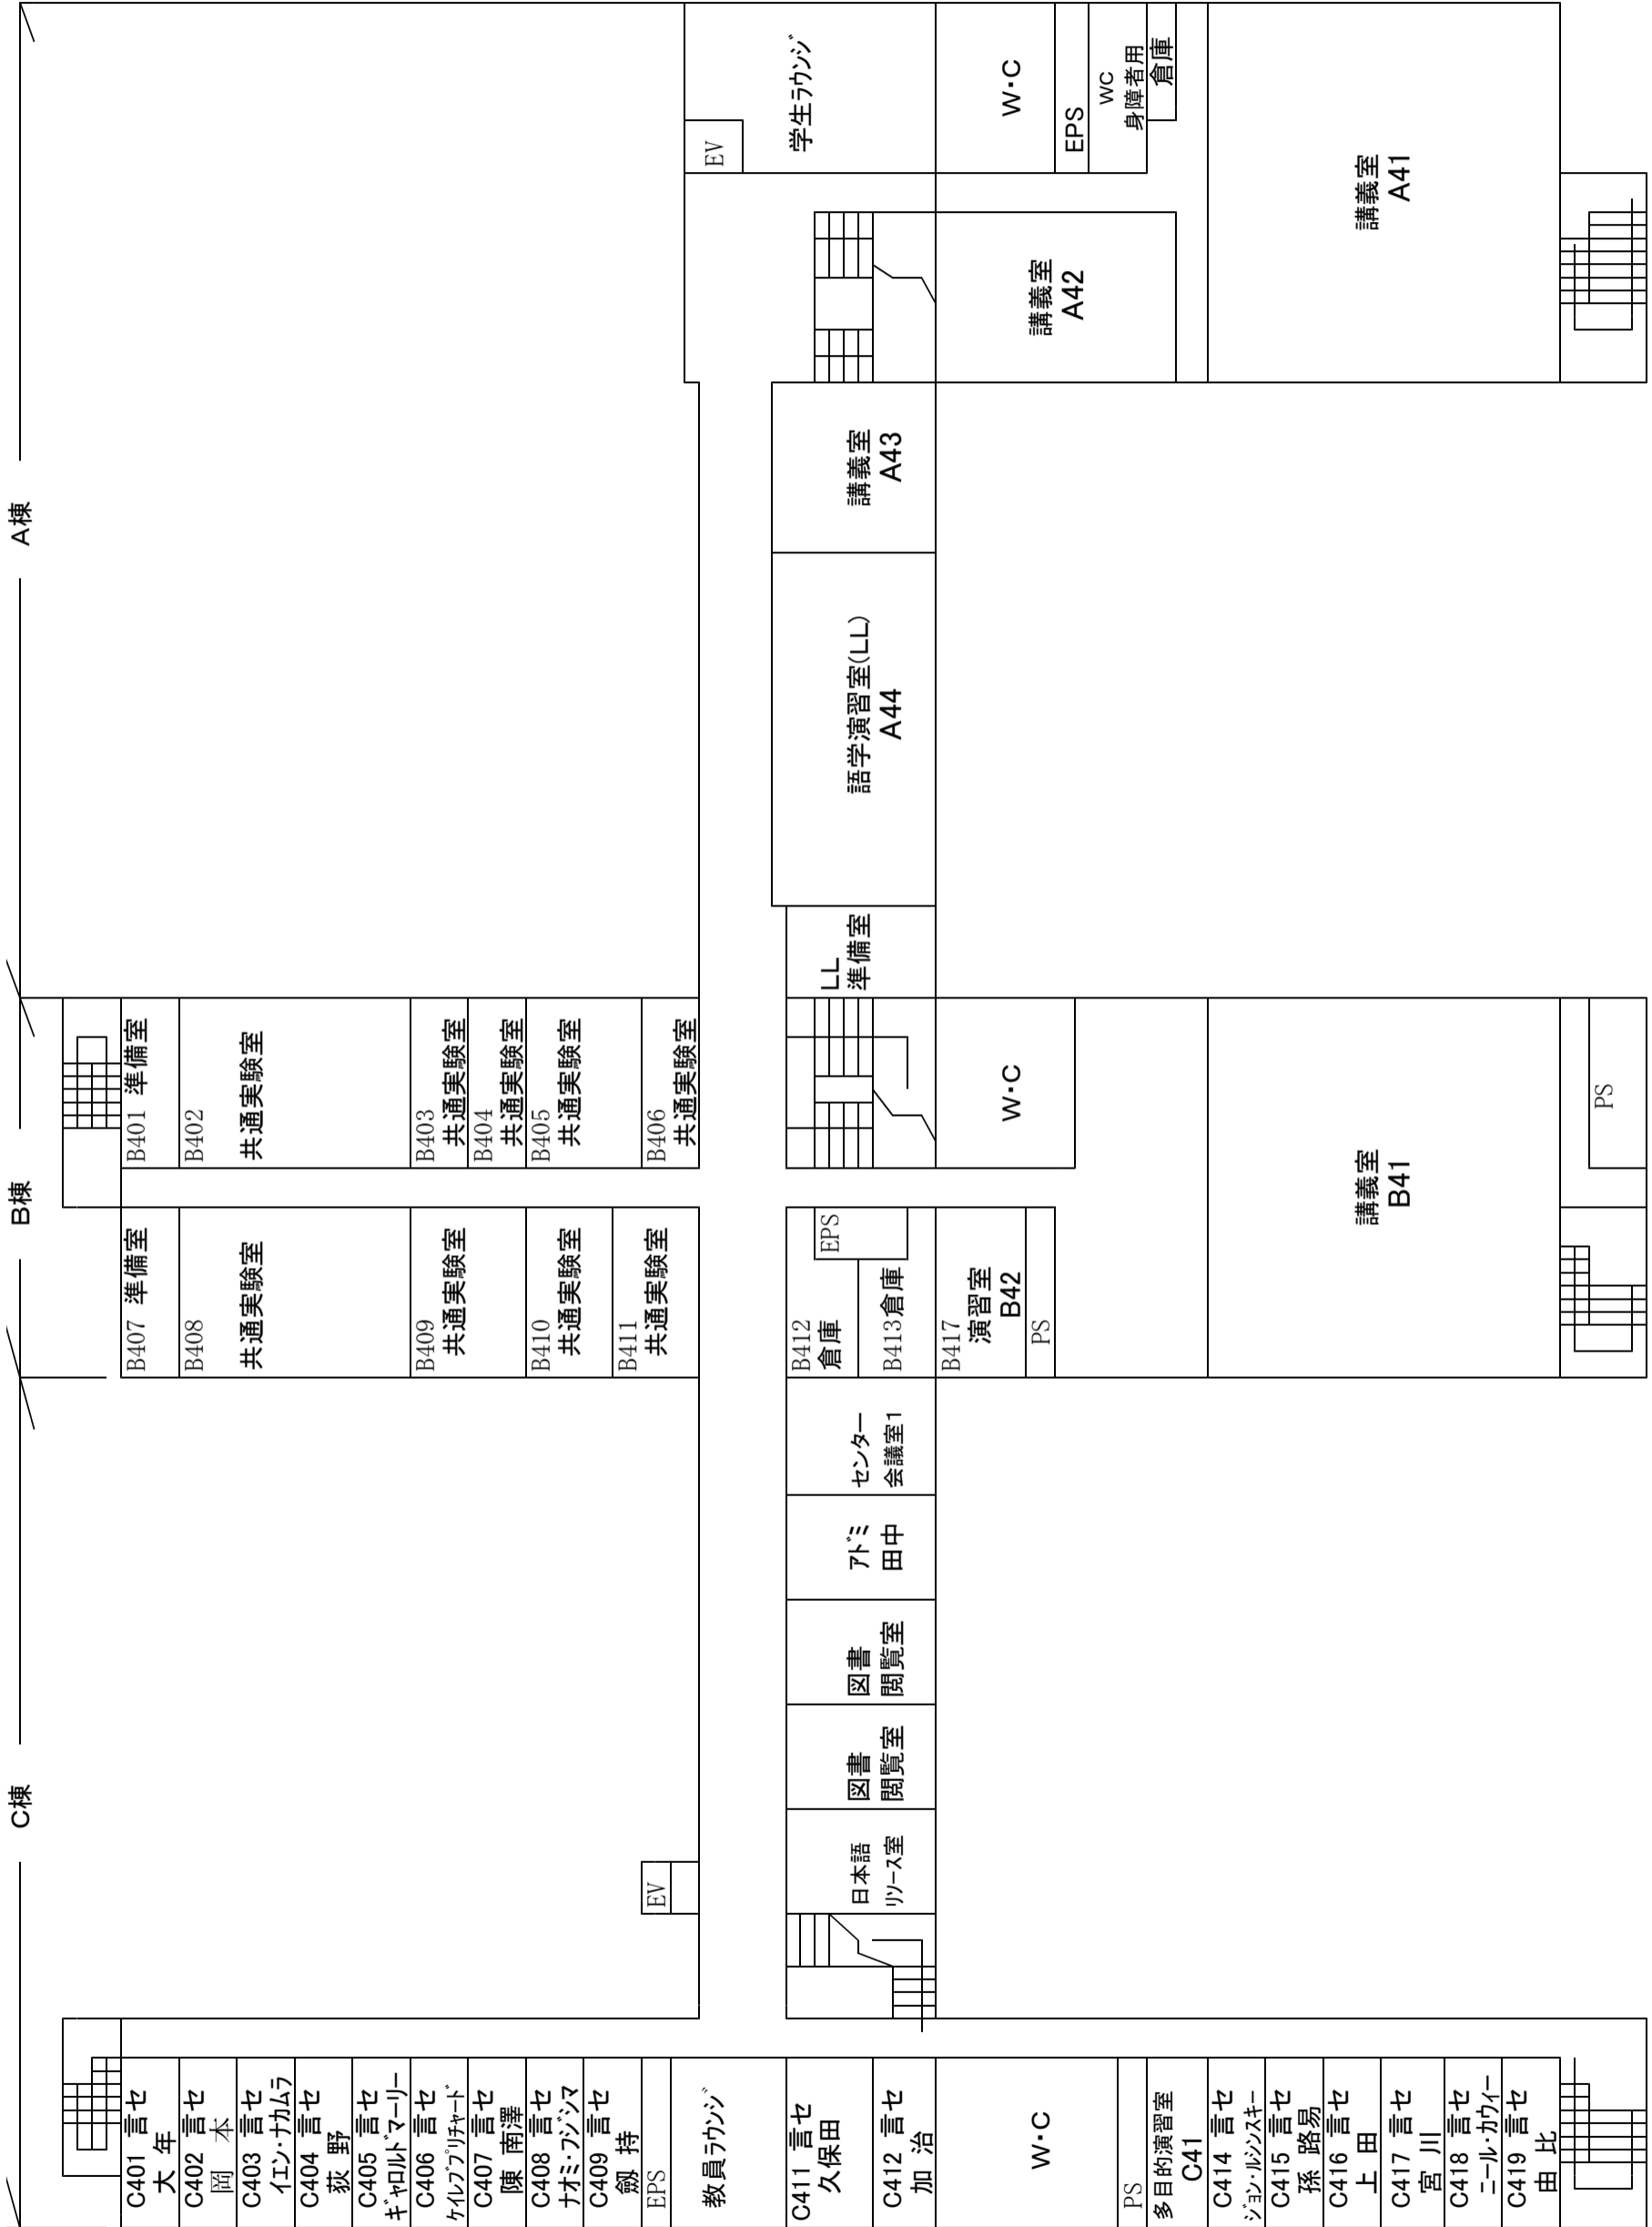 C棟
B棟
A棟
C401 言セ
大 年
C402 言セ
岡 本
C403 言セ
イエン・ナカムラ
C404 言セ
荻 野
C405 言セ
ギャロルド マーリー
C406 言セ
ケイレブ プリチャード
C407 言セ
陳 南澤
C408 言セ
ナオミ・フジシマ
C409 言セ
劔 持
EPS
教員ラウンジ
C411 言セ
久保田
C412 言セ
加 治
W・C
PS
多目的演習室
C41
C414 言セ
ジョン・ルシンスキー
C415 言セ
孫 路易
C416 言セ
上 田
C417 言セ
宮 川
C418 言セ
ニール・カウィー
C419 言セ
由 比
EV
日本語
リソース室
図書
閲覧室
図書
閲覧室
アドミ
田中
センター
会議室1
B407 準備室
B408
共通実験室
B409
共通実験室
B410
共通実験室
B411
共通実験室
B412
倉庫
EPS
B413倉庫
B417
演習室
B42
PS
B401 準備室
B402
共通実験室
B403
共通実験室
B404
共通実験室
B405
共通実験室
B406
共通実験室
W・C
講義室
B41
PS
LL
準備室
語学演習室(LL)
A44
講義室
A43
EV
学生ラウンジ
W・C
EPS
WC
身障者用
倉庫
講義室
A42
講義室
A41